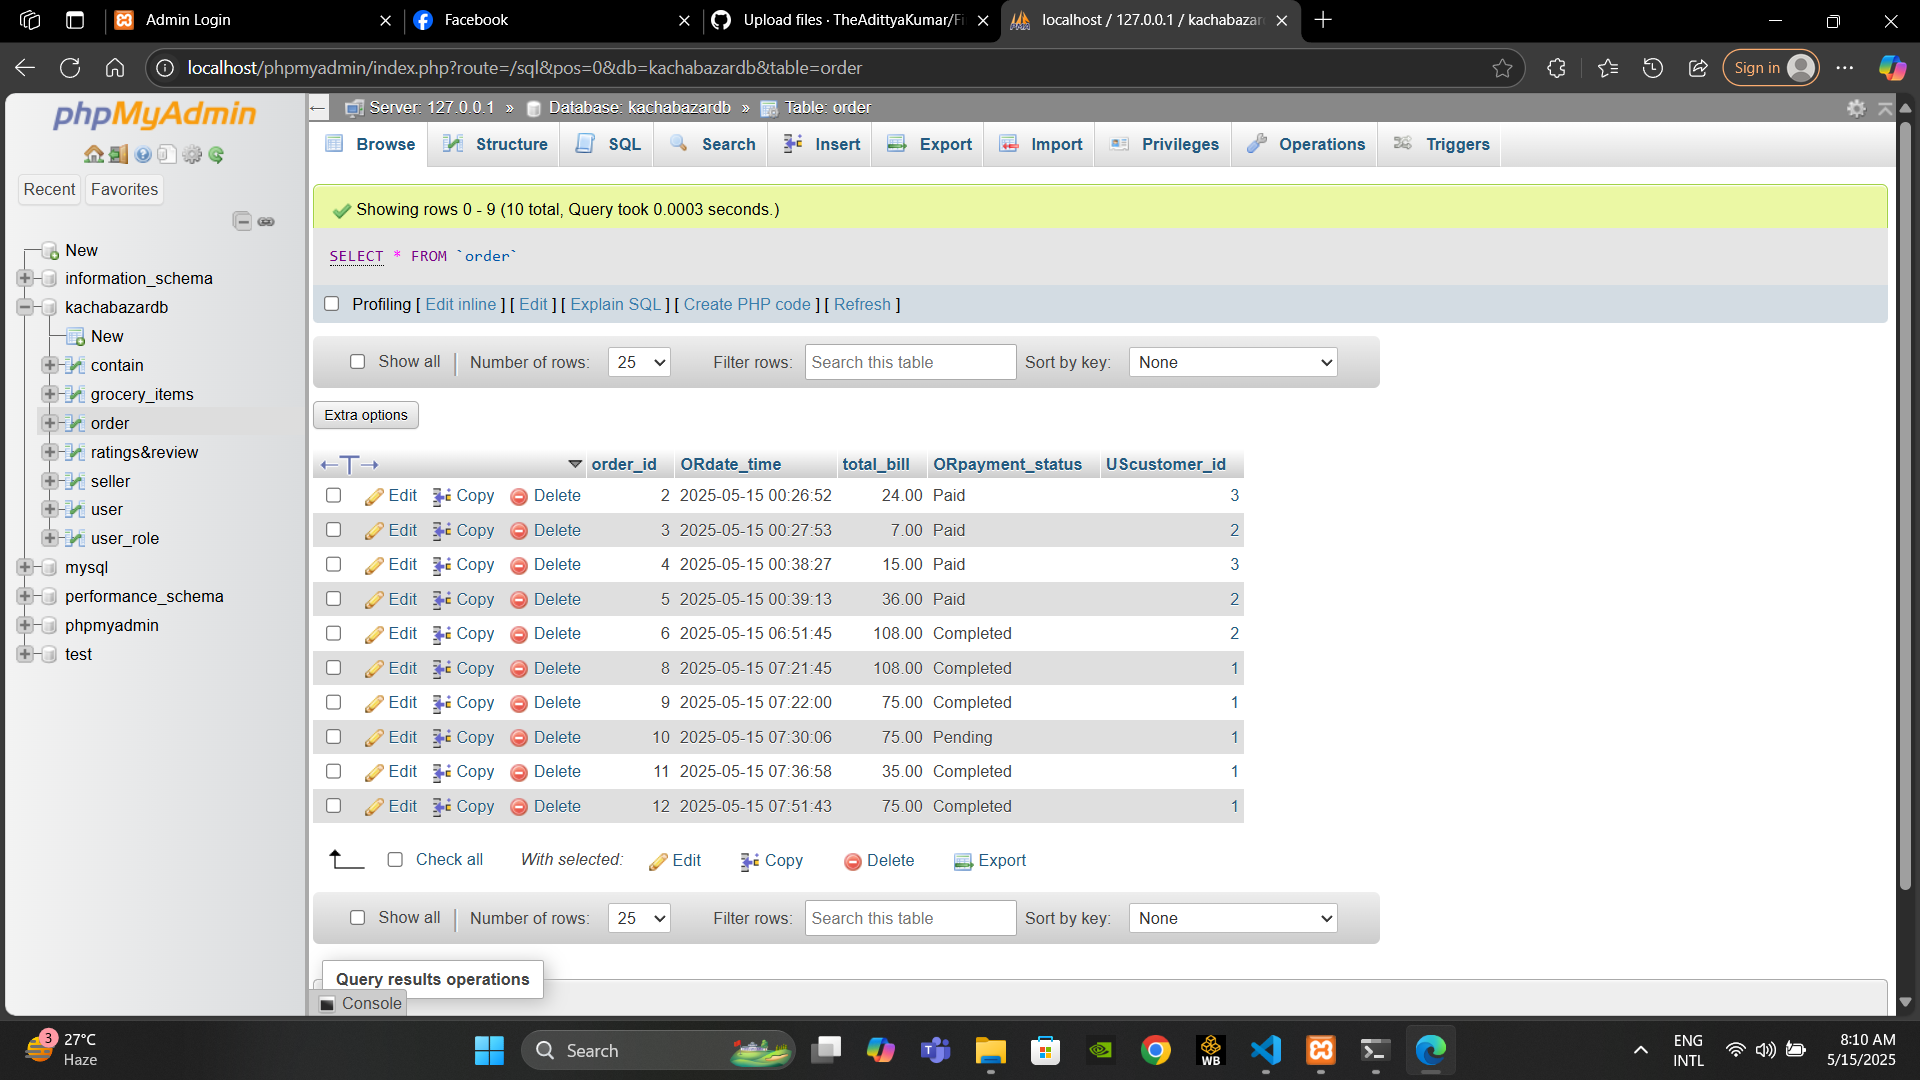 Admin Login
Facebook
Upload files · TheAdittyaKumar/Fi
localhost / 127.0.0.1 / kachabazar
localhost/phpmyadmin/index.php?route=/sql&pos=0&db=kachabazardb&table=order
Sign in
phpMyAdmin
Recent Favorites
New
information_schema
kachabazardb
New
contain
grocery_items
order
ratings&review
seller
user
user_role
mysql
performance_schema
phpmyadmin
test
Server: 127.0.0.1 » Database: kachabazardb » Table: order
Browse Structure SQL Search Insert Export Import Privileges Operations Triggers
Showing rows 0 - 9 (10 total, Query took 0.0003 seconds.)
SELECT * FROM `order`
Profiling [ Edit inline ] [ Edit ] [ Explain SQL ] [ Create PHP code ] [ Refresh ]
Show all Number of rows: 25 Filter rows: Search this table Sort by key: None
Extra options
order_id ORdate_time total_bill ORpayment_status UScustomer_id
Edit Copy Delete 2 2025-05-15 00:26:52 24.00 Paid 3
Edit Copy Delete 3 2025-05-15 00:27:53 7.00 Paid 2
Edit Copy Delete 4 2025-05-15 00:38:27 15.00 Paid 3
Edit Copy Delete 5 2025-05-15 00:39:13 36.00 Paid 2
Edit Copy Delete 6 2025-05-15 06:51:45 108.00 Completed 2
Edit Copy Delete 8 2025-05-15 07:21:45 108.00 Completed 1
Edit Copy Delete 9 2025-05-15 07:22:00 75.00 Completed 1
Edit Copy Delete 10 2025-05-15 07:30:06 75.00 Pending 1
Edit Copy Delete 11 2025-05-15 07:36:58 35.00 Completed 1
Edit Copy Delete 12 2025-05-15 07:51:43 75.00 Completed 1
Check all With selected: Edit Copy Delete Export
Show all Number of rows: 25 Filter rows: Search this table Sort by key: None
Query results operations
Console
3
27°C
Haze
Search
WB
ENG
INTL
8:10 AM
5/15/2025